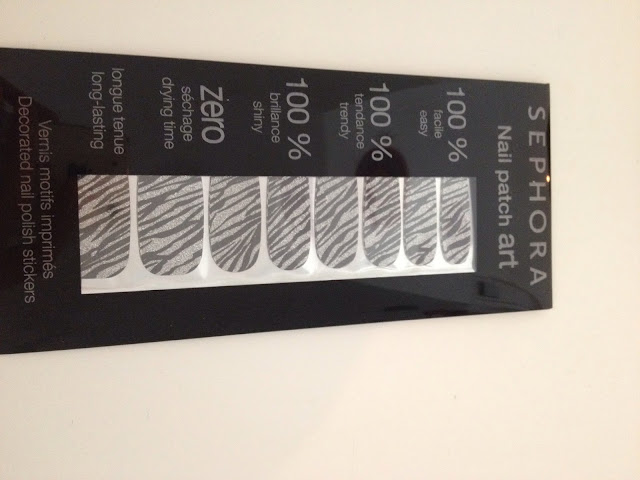 SEPHORA
Nail patch art
100 %
facile
easy
100 %
tendance
trendy
100 %
brillance
shiny
zéro
séchage
drying time
longue tenue
long-lasting
Vernis motifs imprimés
Decorated nail polish stickers